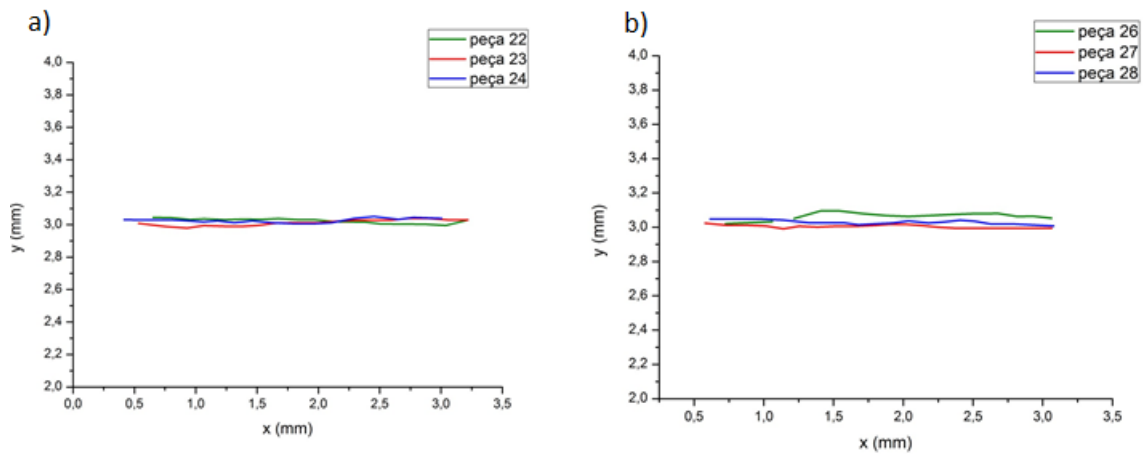 a)
peça 22
peça 23
peça 24
4,0
3,8
3,6
3,4
3,2
3,0
2,8
2,6
2,4
2,2
2,0
y (mm)
0,0 0,5 1,0 1,5 2,0 2,5 3,0 3,5
x (mm)
b)
peça 26
peça 27
peça 28
4,0
3,8
3,6
3,4
3,2
3,0
2,8
2,6
2,4
2,2
2,0
y (mm)
0,5 1,0 1,5 2,0 2,5 3,0 3,5
x (mm)